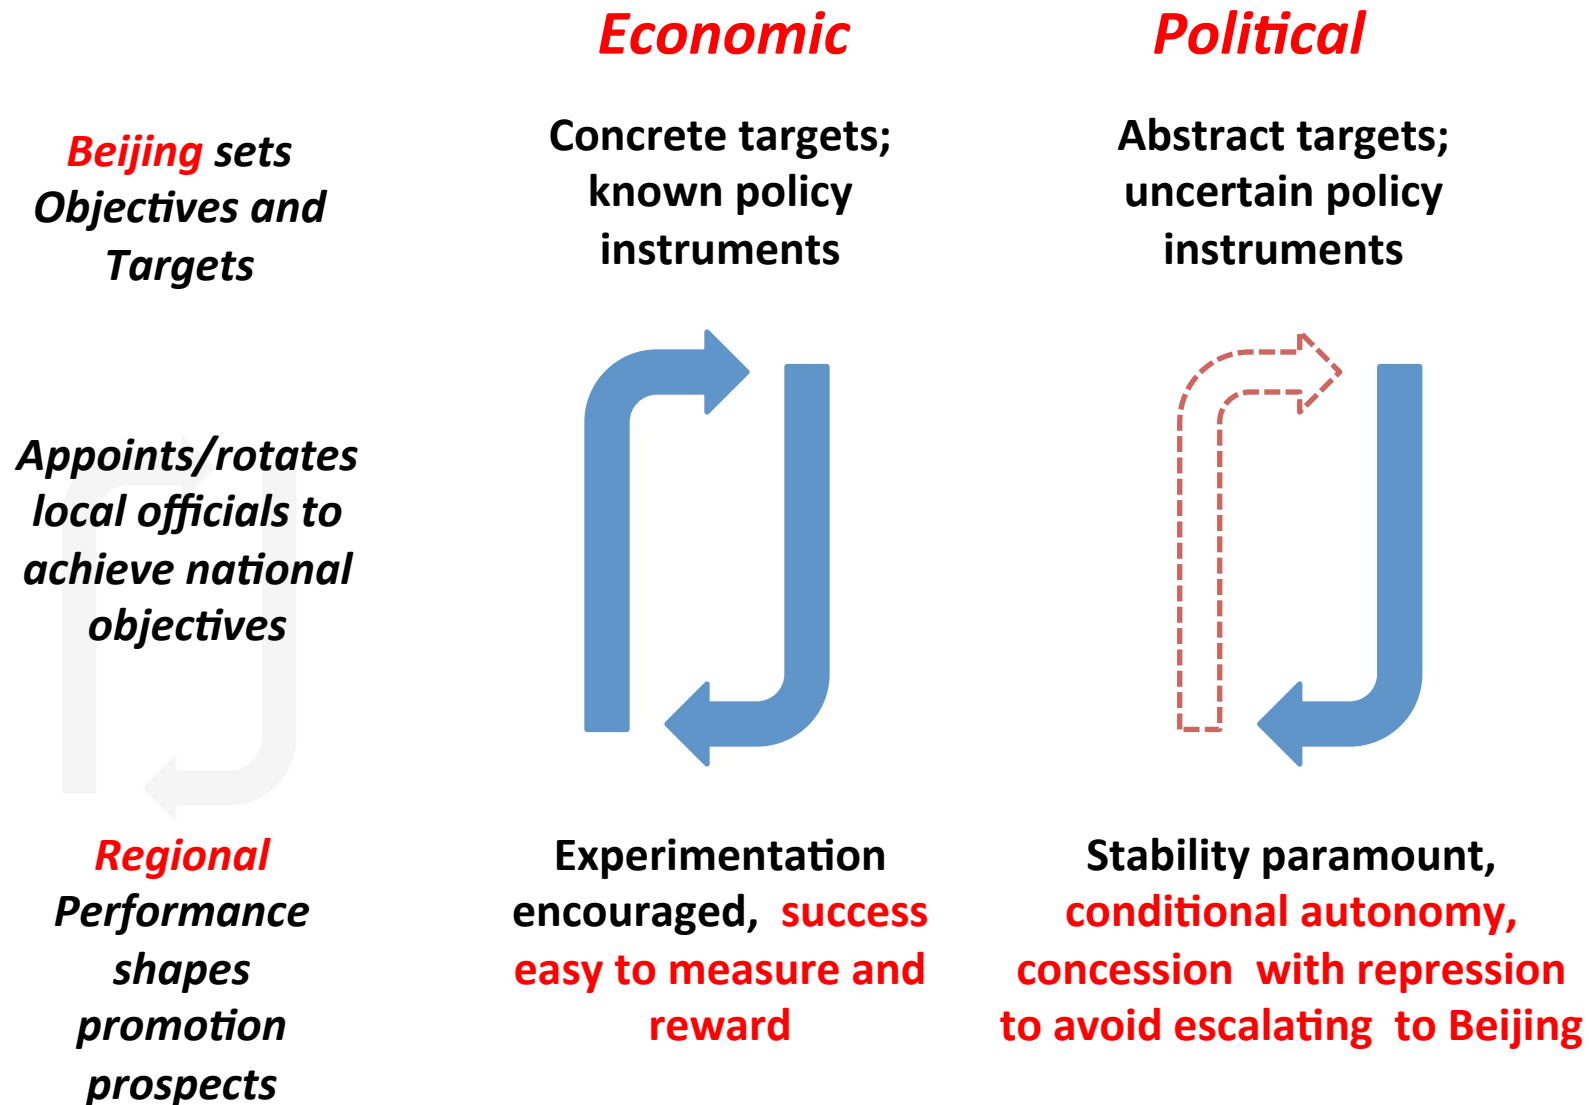 Economic
Political
Beijing sets
Objectives and
Targets
Concrete targets;
known policy
instruments
Abstract targets;
uncertain policy
instruments
Appoints/rotates
local officials to
achieve national
objectives
Regional
Performance
shapes
promotion
prospects
Experimentation
encouraged, success
easy to measure and
reward
Stability paramount,
conditional autonomy,
concession with repression
to avoid escalating to Beijing